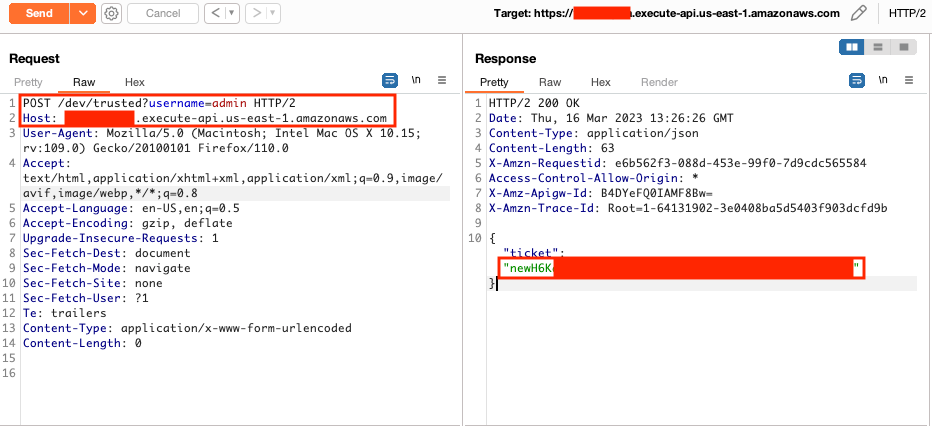 Send
Cancel
<
>
Target: https:// .execute-api.us-east-1.amazonaws.com
HTTP/2
Request
Pretty Raw Hex
\n
1 POST /dev/trusted?username=admin HTTP/2
2 Host: .execute-api.us-east-1.amazonaws.com
3 User-Agent: Mozilla/5.0 (Macintosh; Intel Mac OS X 10.15;
rv:109.0) Gecko/20100101 Firefox/110.0
4 Accept:
text/html,application/xhtml+xml,application/xml;q=0.9,image/
avif,image/webp,*/*;q=0.8
5 Accept-Language: en-US,en;q=0.5
6 Accept-Encoding: gzip, deflate
7 Upgrade-Insecure-Requests: 1
8 Sec-Fetch-Dest: document
9 Sec-Fetch-Mode: navigate
10 Sec-Fetch-Site: none
11 Sec-Fetch-User: ?1
12 Te: trailers
13 Content-Type: application/x-www-form-urlencoded
14 Content-Length: 0
15
16
Response
Pretty Raw Hex Render
\n
1 HTTP/2 200 OK
2 Date: Thu, 16 Mar 2023 13:26:26 GMT
3 Content-Type: application/json
4 Content-Length: 63
5 X-Amzn-Requestid: e6b562f3-088d-453e-99f0-7d9cdc565584
6 Access-Control-Allow-Origin: *
7 X-Amz-Apigw-Id: B4DYeFQ0IAMF8Bw=
8 X-Amzn-Trace-Id: Root=1-64131902-3e0408ba5d5403f903dcfd9b
9
10 {
"ticket":
"newH6K "
}